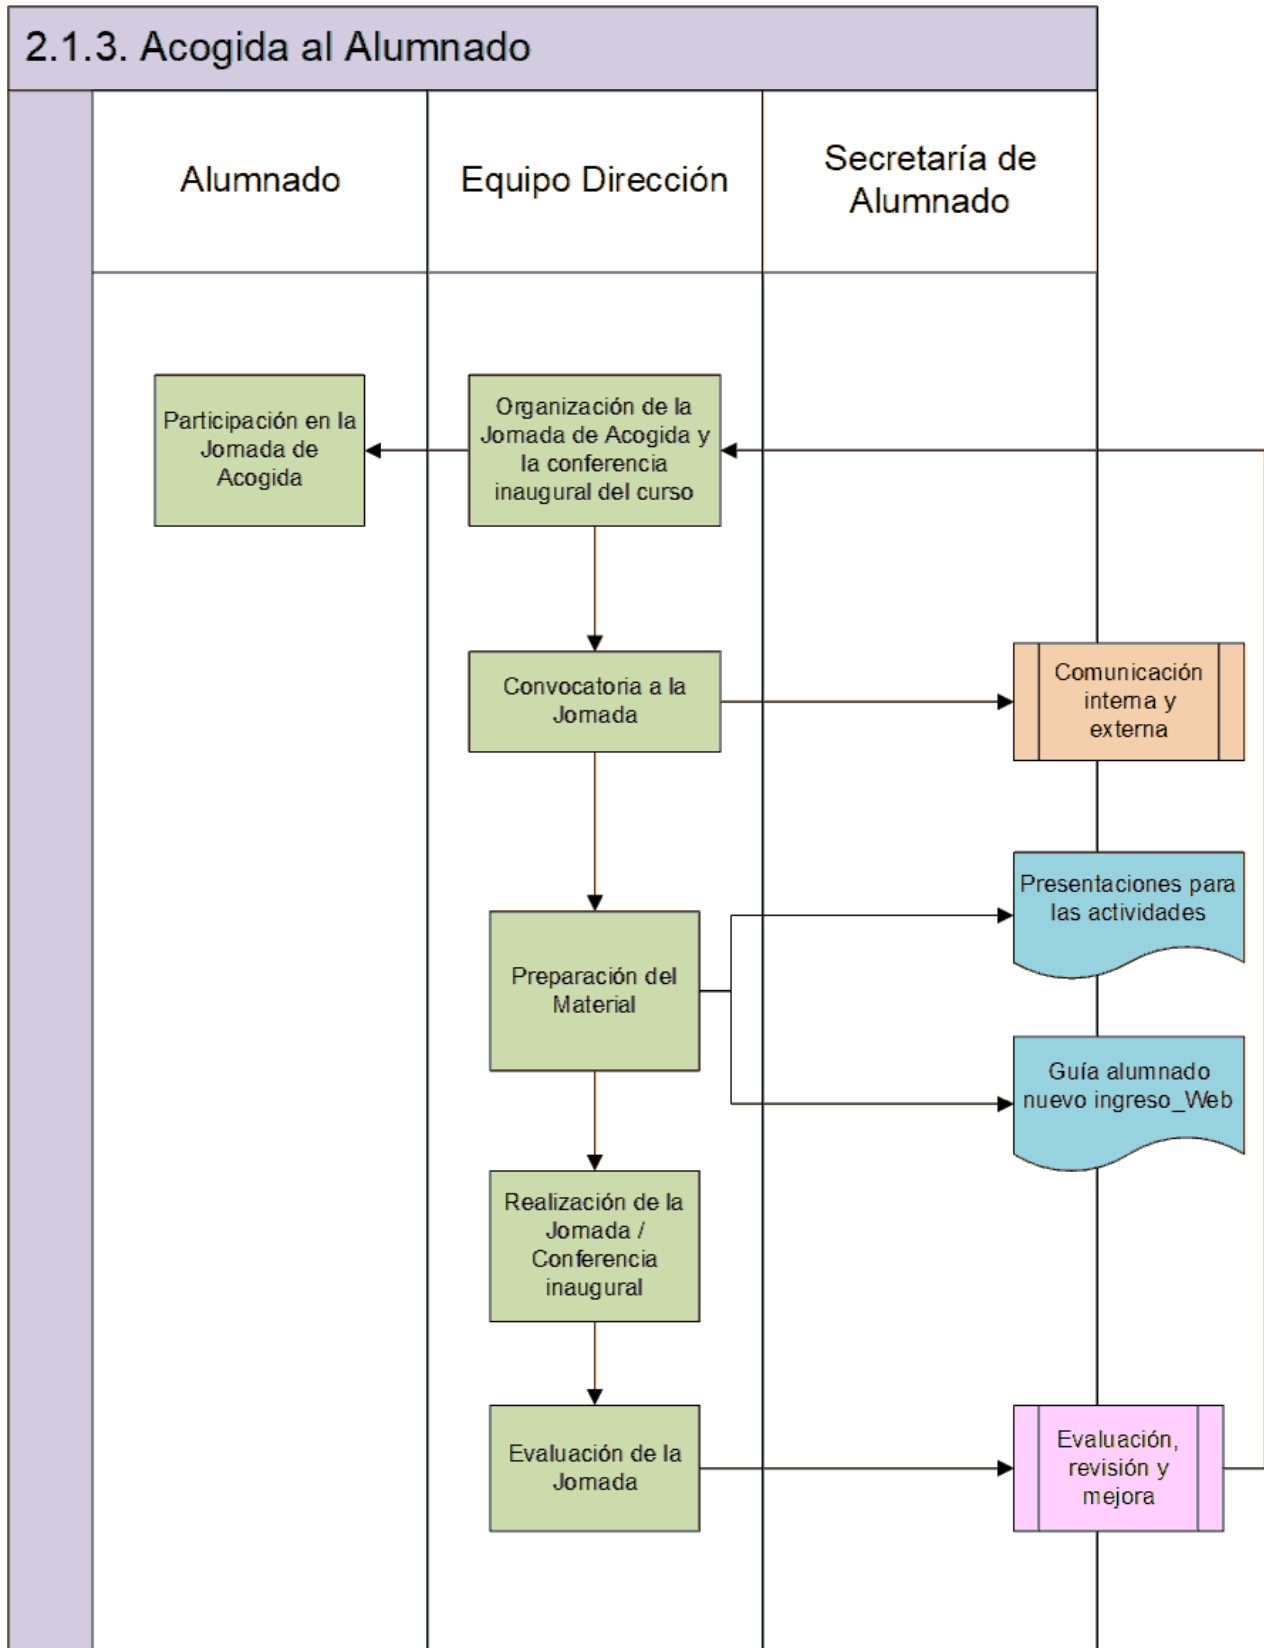 2.1.3. Acogida al Alumnado
Alumnado
Equipo Dirección
Secretaría de
Alumnado
Participación en la
Jornada de
Acogida
Organización de la
Jornada de Acogida y
la conferencia
inaugural del curso
Convocatoria a la
Jornada
Comunicación
interna y
externa
Presentaciones para
las actividades
Preparación del
Material
Guía alumnado
nuevo ingreso_Web
Realización de la
Jornada /
Conferencia
inaugural
Evaluación de la
Jornada
Evaluación,
revisión y
mejora